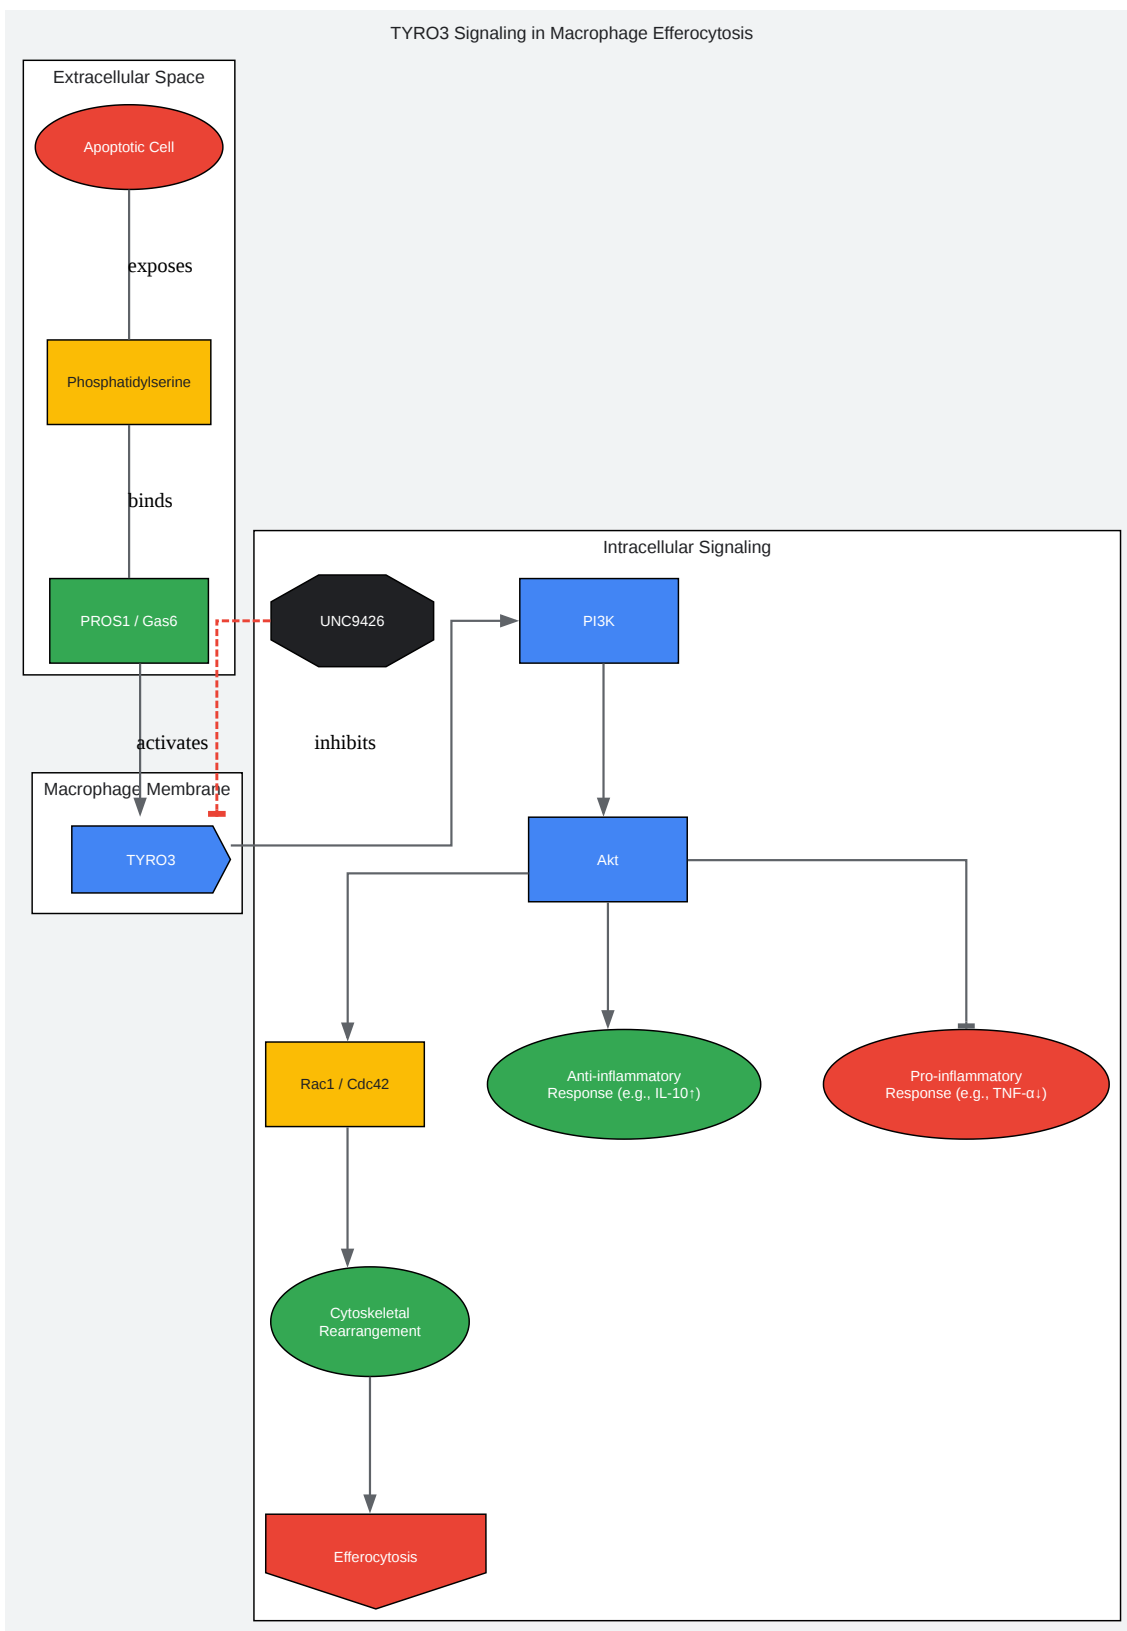 TYRO3 Signaling in Macrophage Efferocytosis
Extracellular Space
Apoptotic Cell
exposes
Phosphatidylserine
binds
PROS1 / Gas6
activates
Macrophage Membrane
TYRO3
Intracellular Signaling
UNC9426
inhibits
PI3K
Akt
Rac1 / Cdc42
Anti-inflammatory
Response (e.g., IL-10↑)
Pro-inflammatory
Response (e.g., TNF-α↓)
Cytoskeletal
Rearrangement
Efferocytosis